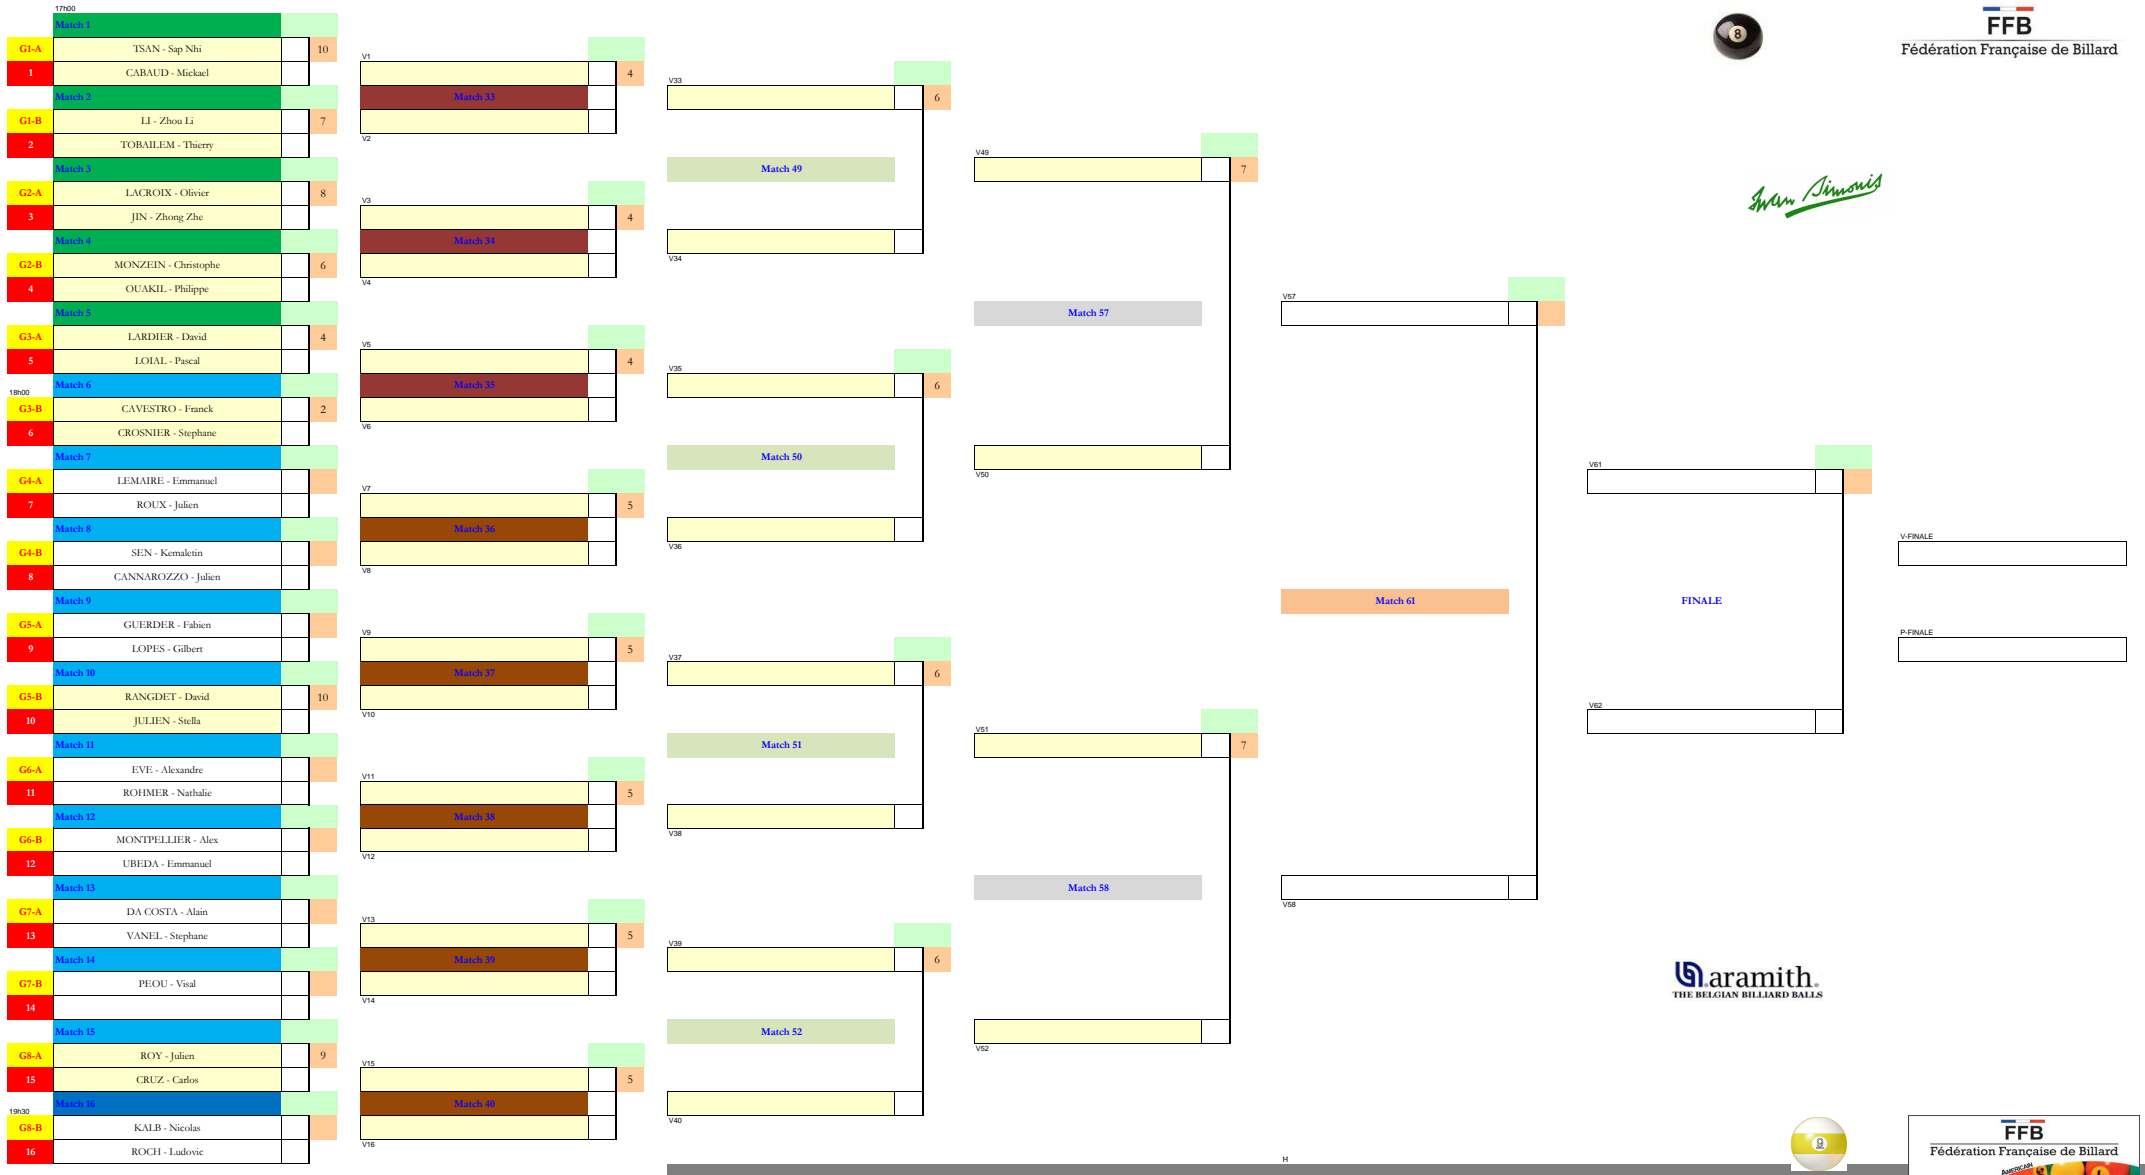 17h00
Match 1
G1-A TSAN - Sap Nhi 10
1 CABAUD - Mickael
Match 2
G1-B LI - Zhou Li 7
2 TOBAILEM - Thierry
Match 3
G2-A LACROIX - Olivier 8
3 JIN - Zhong Zhe
Match 4
G2-B MONZEIN - Christophe 6
4 OUAKIL - Philippe
Match 5
G3-A LARDIER - David 4
5 LOIAL - Pascal
Match 6
18h00
G3-B CAVESTRO - Franck 2
6 CROSNIER - Stephane
Match 7
G4-A LEMAIRE - Emmanuel
7 ROUX - Julien
Match 8
G4-B SEN - Kemaletin
8 CANNAROZZO - Julien
Match 9
G5-A GUERDER - Fabien
9 LOPES - Gilbert
Match 10
G5-B RANGDET - David 10
10 JULIEN - Stella
Match 11
G6-A EVE - Alexandre
11 ROHMER - Nathalie
Match 12
G6-B MONTPELLIER - Alex
12 UBEDA - Emmanuel
Match 13
G7-A DA COSTA - Alain
13 VANEL - Stephane
Match 14
G7-B PEOU - Visal
14
Match 15
G8-A ROY - Julien 9
15 CRUZ - Carlos
Match 16
19h30
G8-B KALB - Nicolas
16 ROCH - Ludovic
V1
4
Match 33
V2
V3
4
Match 34
V4
V5
4
Match 35
V6
V7
5
Match 36
V8
V9
5
Match 37
V10
V11
5
Match 38
V12
V13
5
Match 39
V14
V15
5
Match 40
V16
V33
6
Match 49
V34
V35
6
Match 50
V36
V37
6
Match 51
V38
V39
6
Match 52
V40
V49
7
Match 57
V50
V51
7
Match 58
V52
V57
Match 61
V58
H
V61
FINALE
V62
V-FINALE
P-FINALE
8
FFB
Fédération Française de Billard
Iwan Simonis
aramith.
THE BELGIAN BILLIARD BALLS
9
FFB
Fédération Française de Billard
AMERICAIN